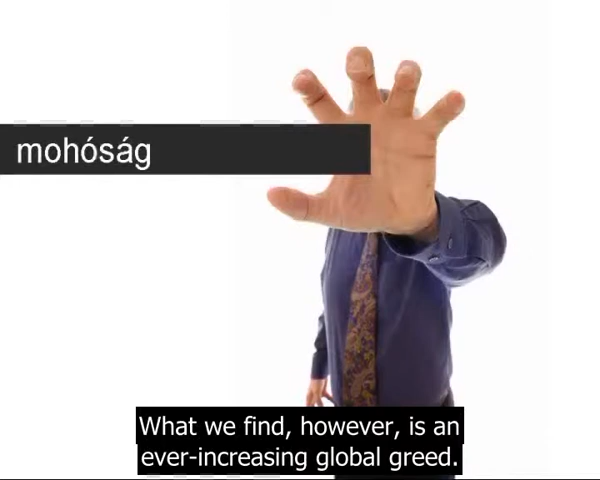 mohóság
What we find, however, is an
ever-increasing global greed.